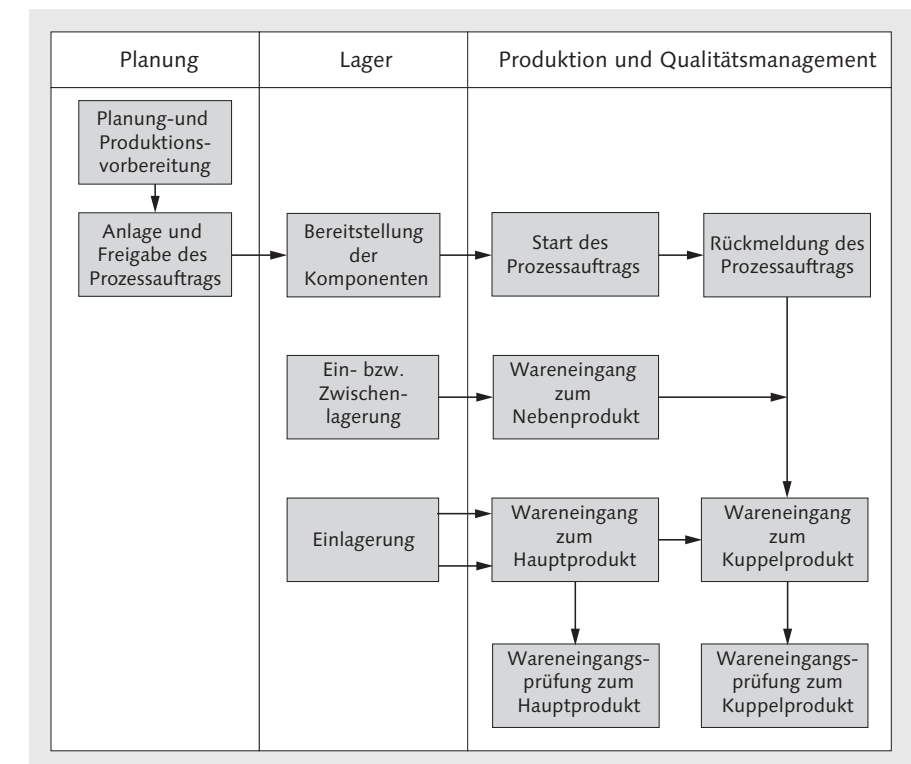 Planung
Lager
Produktion und Qualitätsmanagement
Planung-und
Produktions-
vorbereitung
Anlage und
Freigabe des
Prozessauftrags
Bereitstellung
der
Komponenten
Start des
Prozessauftrags
Rückmeldung des
Prozessauftrags
Ein- bzw.
Zwischen-
lagerung
Wareneingang
zum
Nebenprodukt
Einlagerung
Wareneingang
zum
Hauptprodukt
Wareneingang
zum
Kuppelprodukt
Wareneingangs-
prüfung zum
Hauptprodukt
Wareneingangs-
prüfung zum
Kuppelprodukt